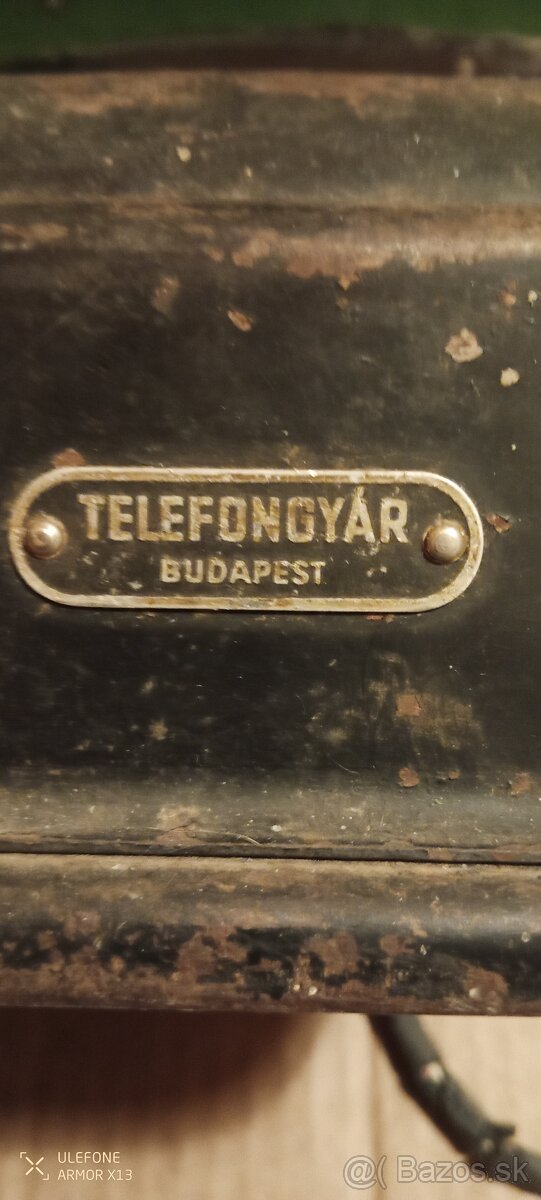 TELEFONGYÁR
BUDAPEST
ULEFONE
ARMOR X13
@ Bazos.sk